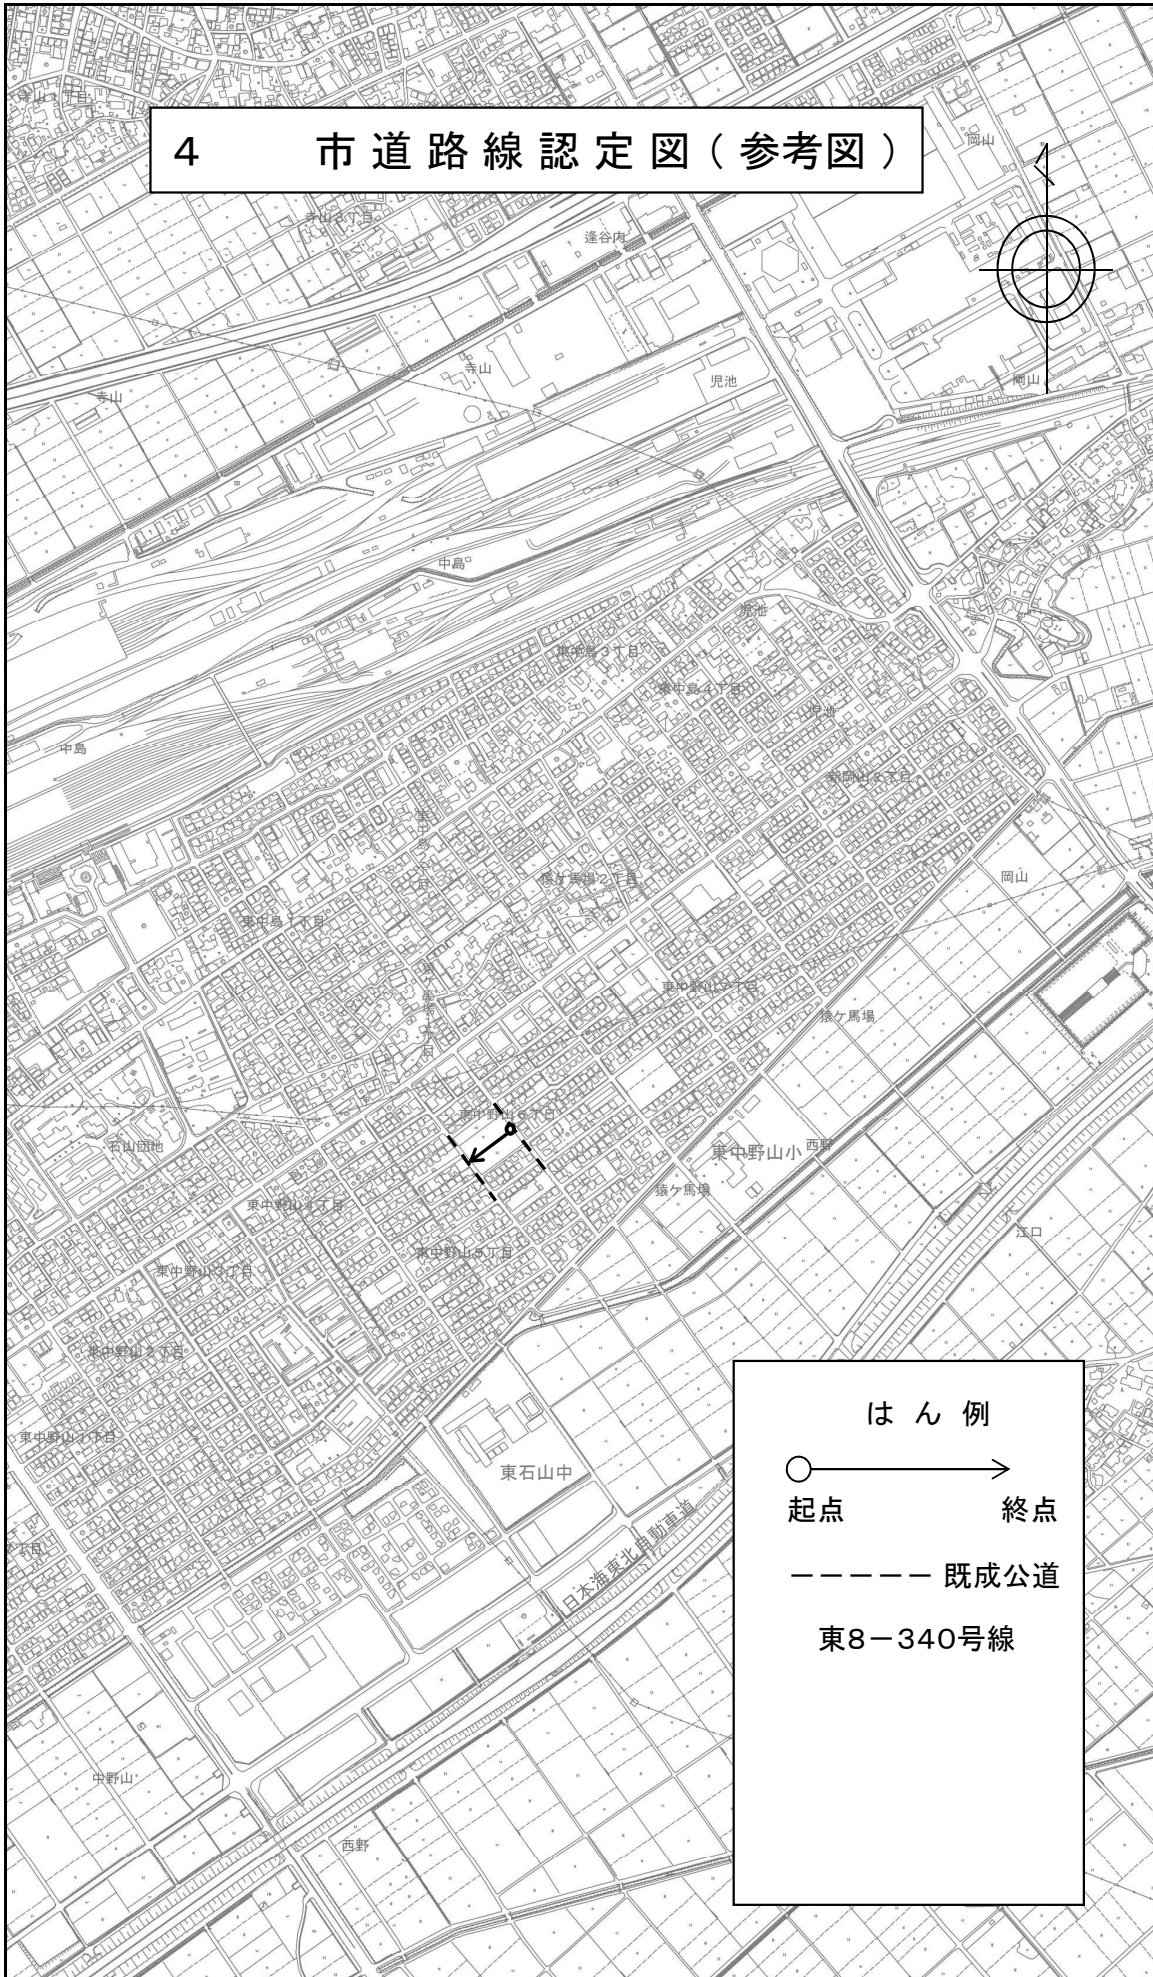 4　市道路線認定図(参考図)
岡山
寺山3丁目
逢谷内
寺山
寺山
児池
岡山
中島
児池
東中島3丁目
東中島4丁目
児池
中島
新岡山2丁目
東中島2丁目
猿ケ馬場2丁目
岡山
東中島1丁目
東中野山7丁目
猿ケ馬場
東中野山6丁目
石山団地
東中野山小
西野
猿ケ馬場
東中野山4丁目
江口
東中野山5丁目
東中野山3丁目
東中野山2丁目
東中野山1丁目
東石山中
日本海東北自動車道
中野山
西野
はん例
起点　終点
－－－－－ 既成公道
東8－340号線